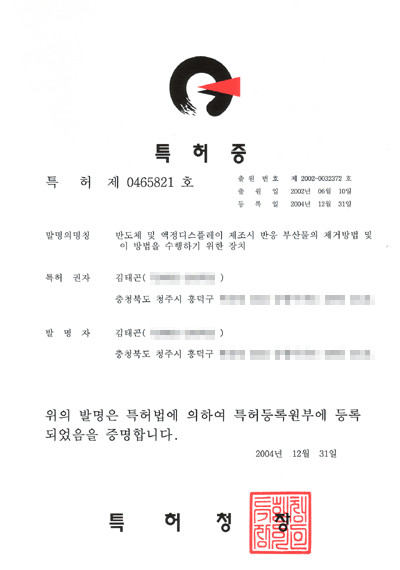 특 허 증
특 허 제 0465821 호
출 원 번 호 제 2002-0032372 호
출 원 일 2002년 06월 10일
등 록 일 2004년 12월 31일
발명의명칭 반도체 및 액정디스플레이 제조시 반응 부산물의 제거방법 및
이 방법을 수행하기 위한 장치
특허 권자 김태곤( )
충청북도 청주시 흥덕구
발 명 자 김태곤( )
충청북도 청주시 흥덕구
위의 발명은 특허법에 의하여 특허등록원부에 등록
되었음을 증명합니다.
2004년 12월 31일
특 허 청 장